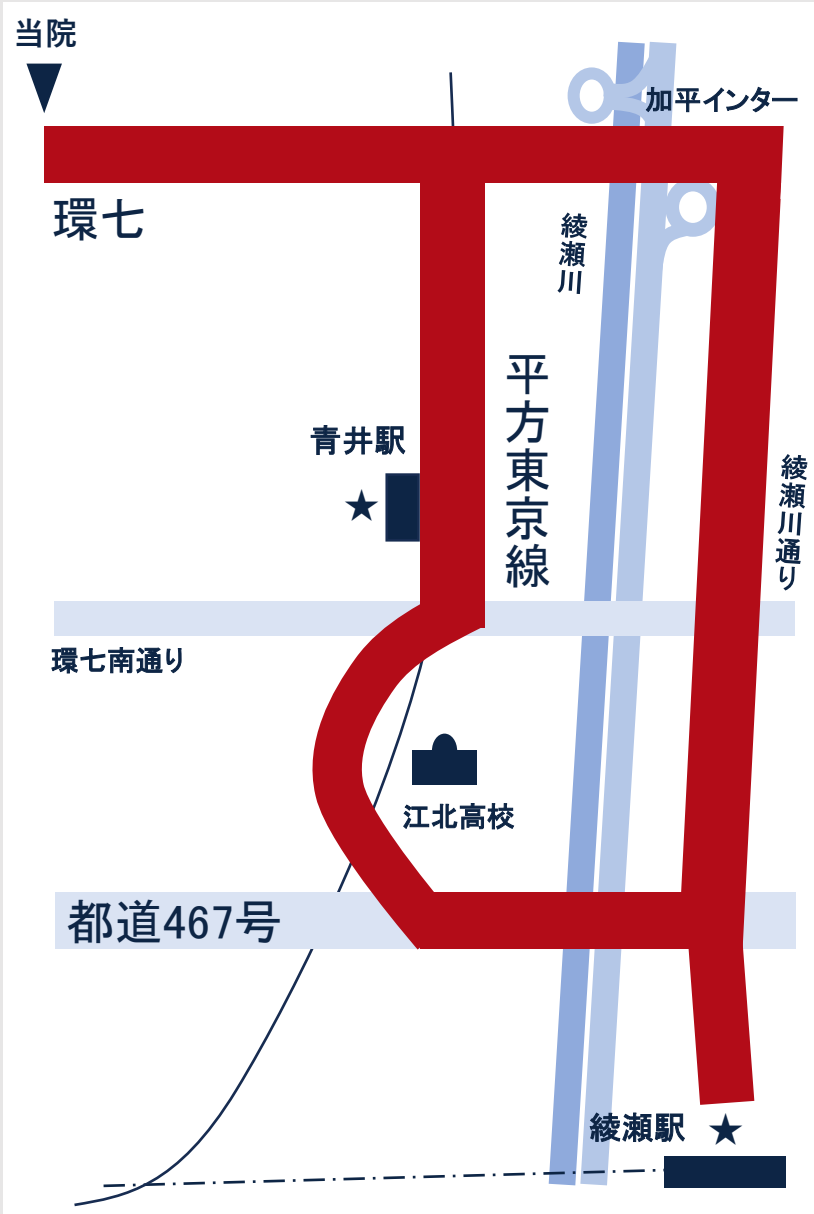 当院
加平インター
環七
綾瀬川
平方東京線
青井駅
綾瀬川通り
環七南通り
江北高校
都道467号
綾瀬駅